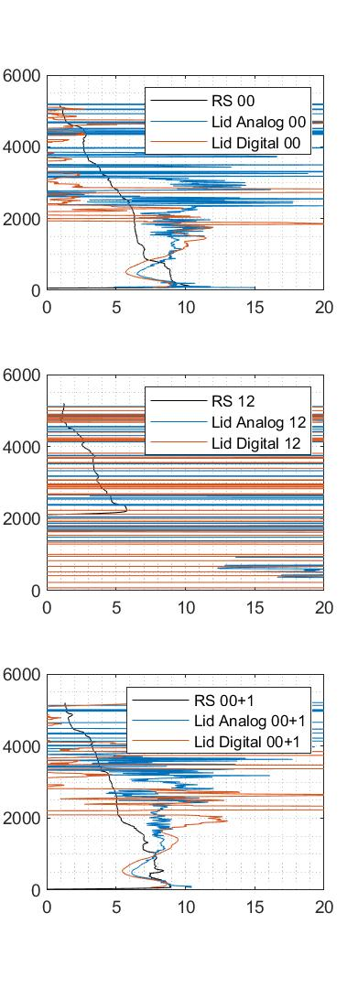 6000
RS 00
Lid Analog 00
Lid Digital 00
4000
2000
0
0 5 10 15 20
6000
RS 12
Lid Analog 12
Lid Digital 12
4000
2000
0
0 5 10 15 20
6000
RS 00+1
Lid Analog 00+1
Lid Digital 00+1
4000
2000
0
0 5 10 15 20